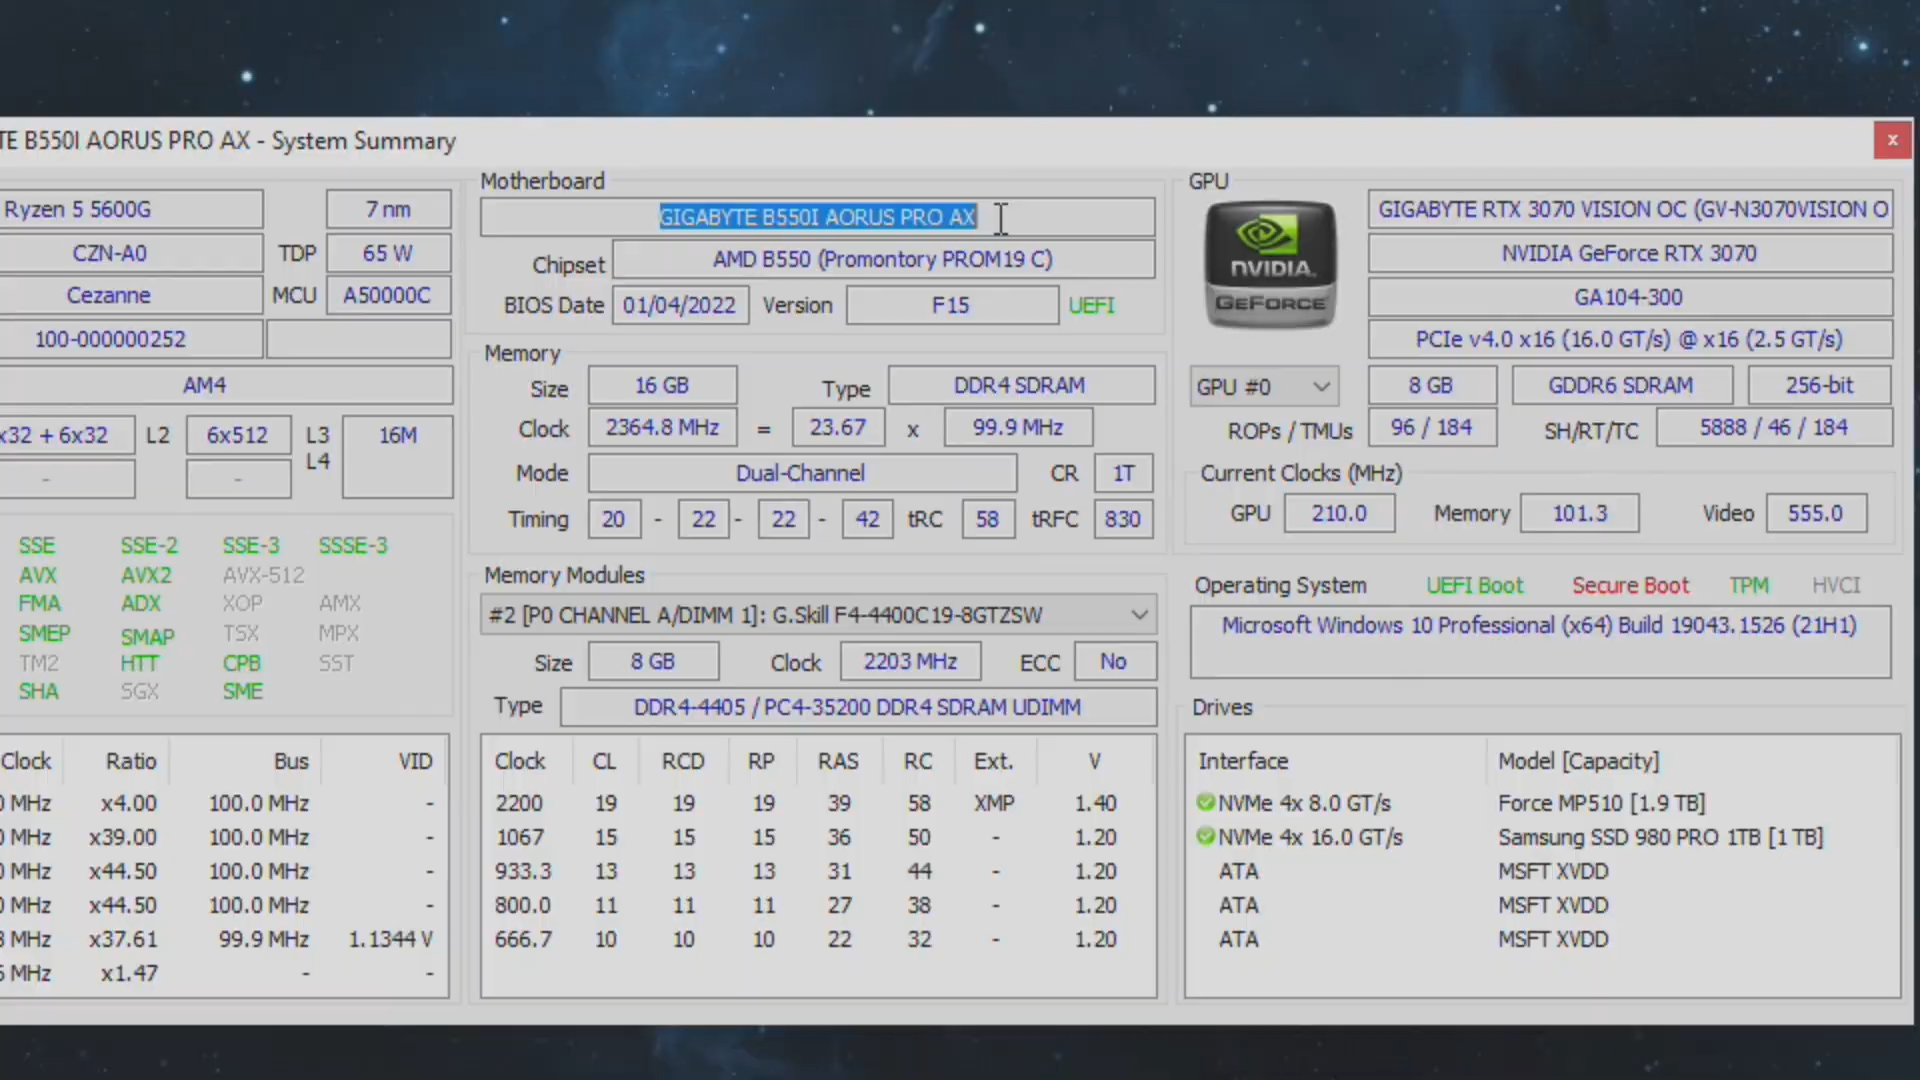 TE B550I AORUS PRO AX - System Summary
x
Ryzen 5 5600G
7 nm
CZN-A0
TDP
65 W
Cezanne
MCU
A50000C
100-000000252
AM4
x32 + 6x32
L2
6x512
L3
16M
L4
-
-
SSE SSE-2 SSE-3 SSSE-3
AVX AVX2 AVX-512
FMA ADX XOP AMX
SMEP SMAP TSX MPX
TM2 HTT CPB SST
SHA SGX SME
Clock Ratio Bus VID
0 MHz x4.00 100.0 MHz -
0 MHz x39.00 100.0 MHz -
0 MHz x44.50 100.0 MHz -
0 MHz x44.50 100.0 MHz -
MHz x37.61 99.9 MHz 1.1344 V
MHz x1.47 - -
Motherboard
GIGABYTE B550I AORUS PRO AX
Chipset AMD B550 (Promontory PROM19 C)
BIOS Date 01/04/2022 Version F15 UEFI
Memory
Size 16 GB Type DDR4 SDRAM
Clock 2364.8 MHz = 23.67 x 99.9 MHz
Mode Dual-Channel CR 1T
Timing 20 - 22 - 22 - 42 tRC 58 tRFC 830
Memory Modules
#2 [P0 CHANNEL A/DIMM 1]: G.Skill F4-4400C19-8GTZSW
Size 8 GB Clock 2203 MHz ECC No
Type DDR4-4405 / PC4-35200 DDR4 SDRAM UDIMM
Clock CL RCD RP RAS RC Ext. V
2200 19 19 19 39 58 XMP 1.40
1067 15 15 15 36 50 - 1.20
933.3 13 13 13 31 44 - 1.20
800.0 11 11 11 27 38 - 1.20
666.7 10 10 10 22 32 - 1.20
GPU
NVIDIA.
GEFORCE
GIGABYTE RTX 3070 VISION OC (GV-N3070VISION O
NVIDIA GeForce RTX 3070
GA104-300
PCIe v4.0 x16 (16.0 GT/s) @ x16 (2.5 GT/s)
GPU #0 8 GB GDDR6 SDRAM 256-bit
ROPs / TMUs 96 / 184 SH/RT/TC 5888 / 46 / 184
Current Clocks (MHz)
GPU 210.0 Memory 101.3 Video 555.0
Operating System UEFI Boot Secure Boot TPM HVCI
Microsoft Windows 10 Professional (x64) Build 19043.1526 (21H1)
Drives
Interface Model [Capacity]
NVMe 4x 8.0 GT/s Force MP510 [1.9 TB]
NVMe 4x 16.0 GT/s Samsung SSD 980 PRO 1TB [1 TB]
ATA MSFT XVDD
ATA MSFT XVDD
ATA MSFT XVDD